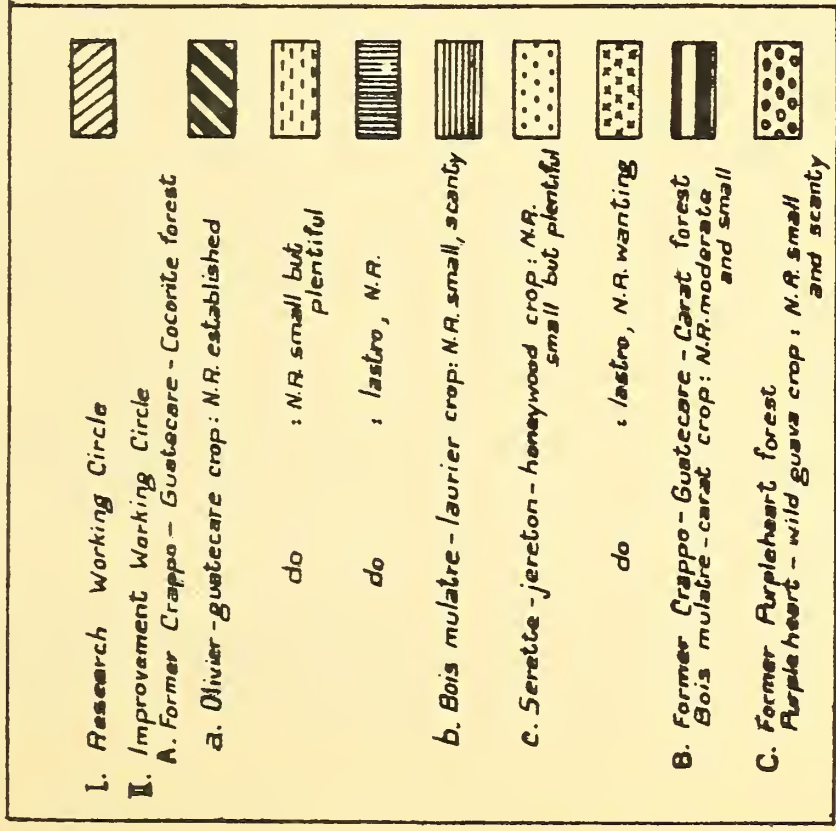 I. Research Working Circle
II. Improvement Working Circle
A. Former Crappo - Guatecare - Cocorite forest
a. Olivier - guatecare crop : N.R. established
do : N.R. small but
plentiful
do : lastro, N.R.
b. Bois mulatre - laurier crop : N.R. small, scanty
c. Serette - jereton - honeywood crop : N.R.
small but plentiful
do : lastro, N.R. wanting
B. Former Crappo - Guatecare - Carat forest
Bois mulatre - carat crop : N.R. moderate
and small
C. Former Purpleheart forest
Purpleheart - wild guava crop : N.R. small
and scanty